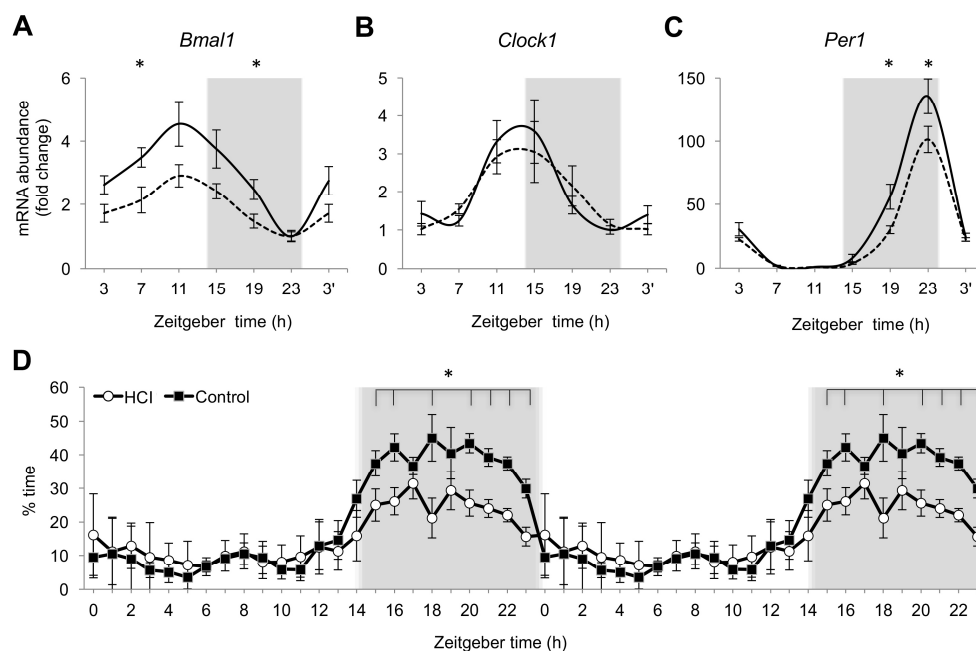 A
B
C
Bmal1
Clock1
Per1
*
*
*
*
mRNA abundance
(fold change)
6
4
2
0
5
4
3
2
1
0
150
100
50
0
3 7 11 15 19 23 3'
3 7 11 15 19 23 3'
3 7 11 15 19 23 3'
Zeitgeber time (h)
Zeitgeber time (h)
Zeitgeber time (h)
D
*
*
HCI
Control
% time
60
50
40
30
20
10
0
0 2 4 6 8 10 12 14 16 18 20 22 0 2 4 6 8 10 12 14 16 18 20 22
Zeitgeber time (h)